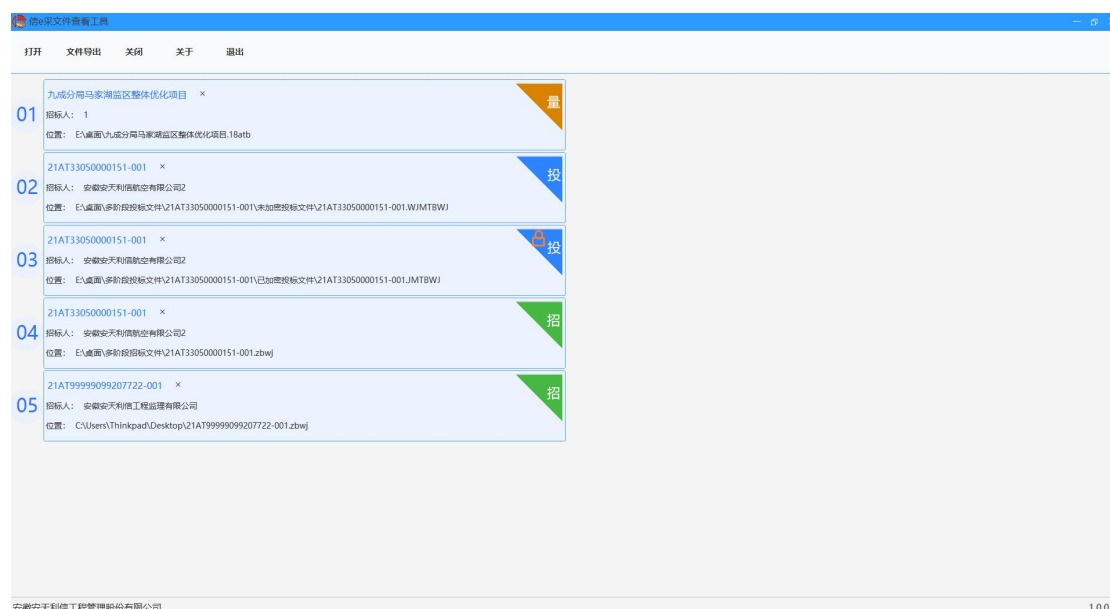 信e采文件查看工具
打开 文件导出 关闭 关于 退出
01
九成分局马家湖监区整体优化项目 ×
量
招标人： 1
位置： E:\桌面\九成分局马家湖监区整体优化项目.18atb
02
21AT33050000151-001 ×
投
招标人： 安徽安天利信航空有限公司2
位置： E:\桌面\多阶段投标文件\21AT33050000151-001\未加密投标文件\21AT33050000151-001.WJMTBWJ
03
21AT33050000151-001 ×
投
招标人： 安徽安天利信航空有限公司2
位置： E:\桌面\多阶段投标文件\21AT33050000151-001\已加密投标文件\21AT33050000151-001.JMTBWJ
04
21AT33050000151-001 ×
招
招标人： 安徽安天利信航空有限公司2
位置： E:\桌面\多阶段招标文件\21AT33050000151-001.zbwj
05
21AT99999099207722-001 ×
招
招标人： 安徽安天利信工程监理有限公司
位置： C:\Users\Thinkpad\Desktop\21AT99999099207722-001.zbwj
安徽安天利信工程管理股份有限公司
1.0.0